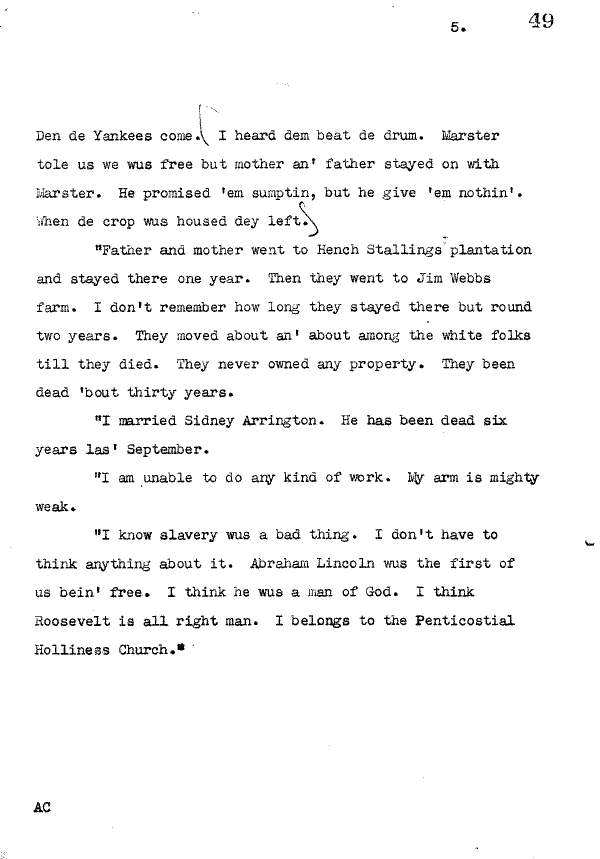 5. 49
Den de Yankees come. I heard dem beat de drum. Marster
tole us we wus free but mother an' father stayed on with
Marster. He promised 'em sumptin, but he give 'em nothin'.
When de crop wus housed dey left.
"Father and mother went to Hench Stallings plantation
and stayed there one year. Then they went to Jim Webbs
farm. I don't remember how long they stayed there but round
two years. They moved about an' about among the white folks
till they died. They never owned any property. They been
dead 'bout thirty years.
"I married Sidney Arrington. He has been dead six
years las' September.
"I am unable to do any kind of work. My arm is mighty
weak.
"I know slavery wus a bad thing. I don't have to
think anything about it. Abraham Lincoln wus the first of
us bein' free. I think he wus a man of God. I think
Roosevelt is all right man. I belongs to the Penticostial
Holliness Church."
AC